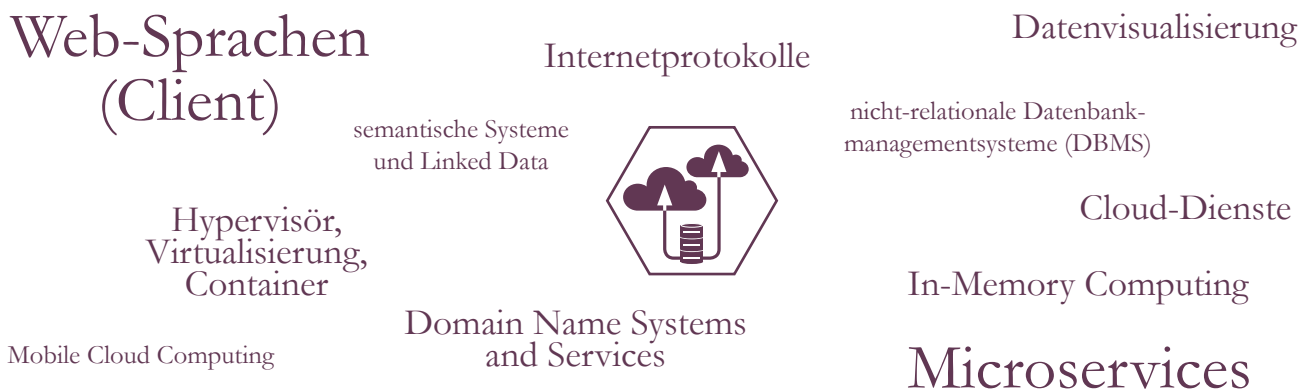 Web-Sprachen
(Client)
Internetprotokolle
Datenvisualisierung
semantische Systeme
und Linked Data
nicht-relationale Datenbank-
managementsysteme (DBMS)
Hypervisör,
Virtualisierung,
Container
Cloud-Dienste
In-Memory Computing
Domain Name Systems
and Services
Mobile Cloud Computing
Microservices